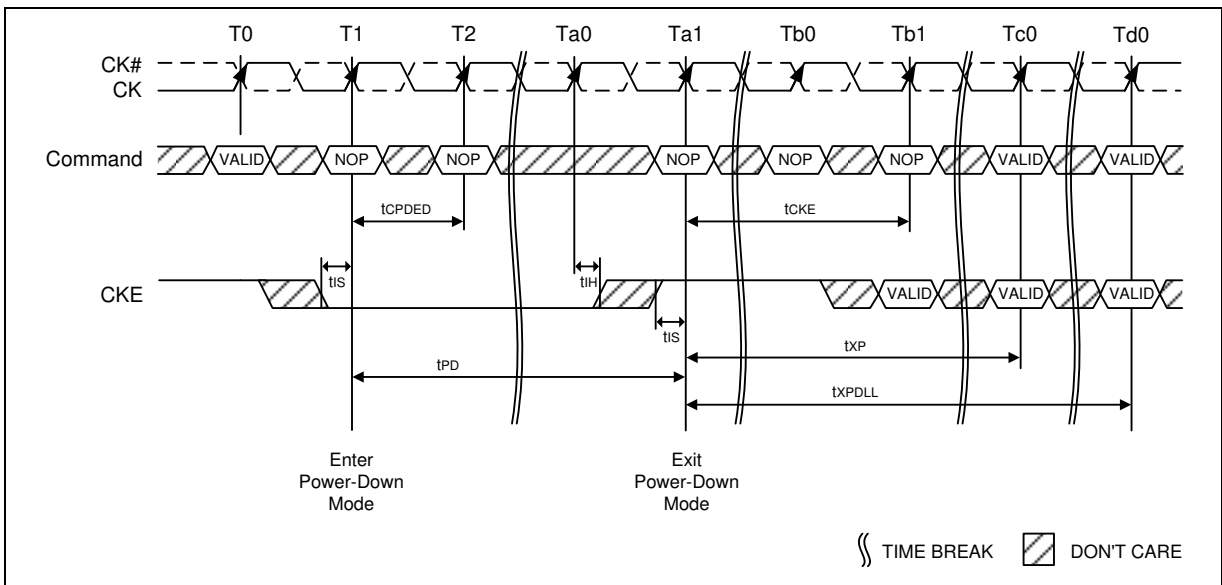 T0 T1 T2 Ta0 Ta1 Tb0 Tb1 Tc0 Td0
CK#
CK
Command VALID NOP NOP NOP NOP NOP VALID VALID
tCPDED tCKE
tIS tIH
CKE VALID VALID VALID
tIS
tXP
tPD
tXPDLL
Enter
Power-Down
Mode
Exit
Power-Down
Mode
TIME BREAK DON'T CARE